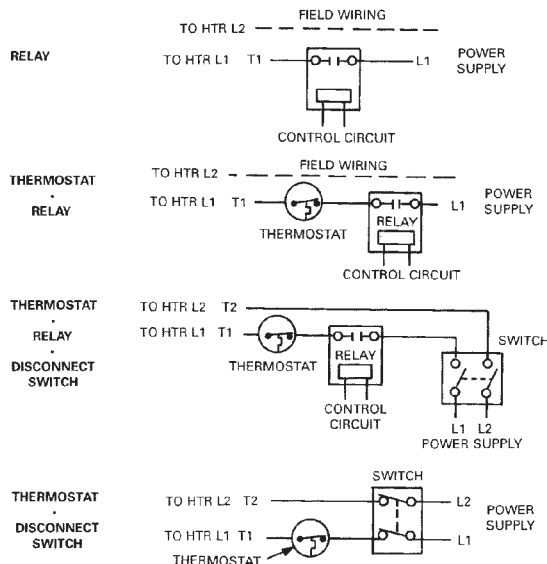 FIELD WIRING
TO HTR L2
RELAY
TO HTR L1 T1
L1
POWER
SUPPLY
CONTROL CIRCUIT
THERMOSTAT
•
RELAY
FIELD WIRING
TO HTR L2
TO HTR L1 T1
THERMOSTAT
RELAY
L1
POWER
SUPPLY
CONTROL CIRCUIT
THERMOSTAT
•
RELAY
•
DISCONNECT
SWITCH
TO HTR L2 T2
TO HTR L1 T1
THERMOSTAT
RELAY
CONTROL
CIRCUIT
SWITCH
L1 L2
POWER SUPPLY
THERMOSTAT
•
DISCONNECT
SWITCH
SWITCH
TO HTR L2 T2
L2
TO HTR L1 T1
L1
POWER
SUPPLY
THERMOSTAT